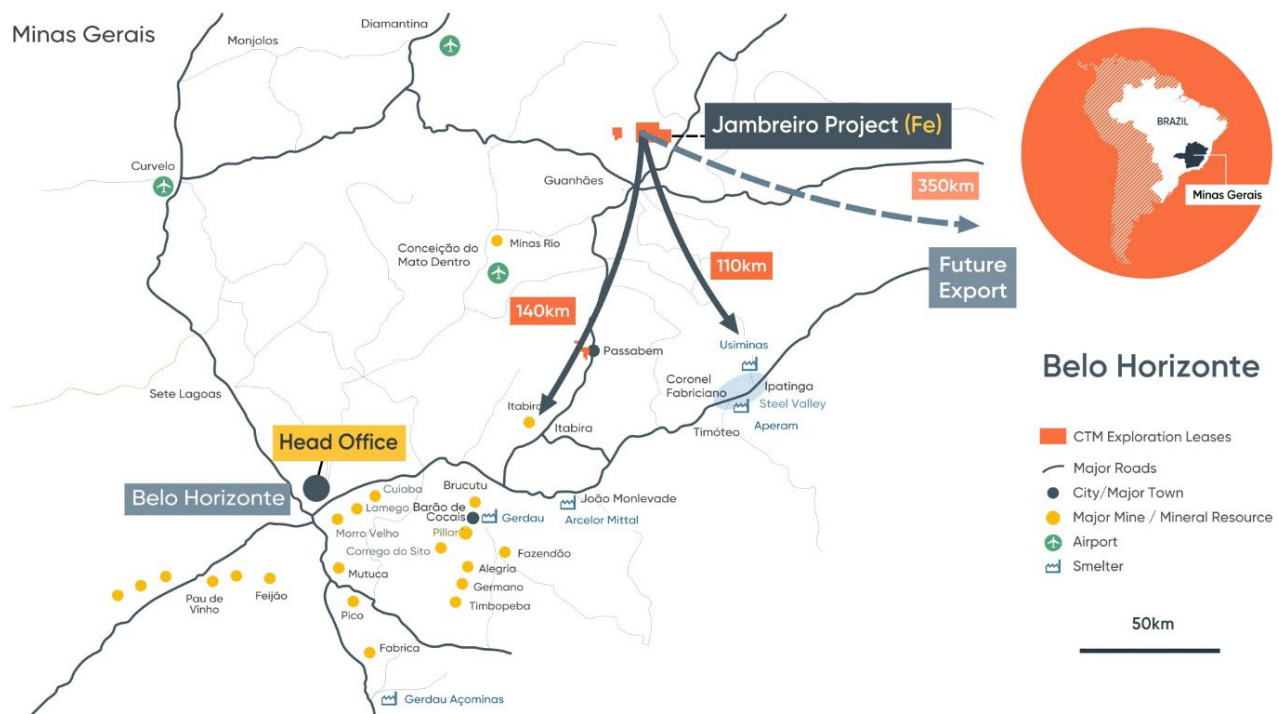 Minas Gerais
Diamantina
Monjolos
Jambreiro Project (Fe)
BRAZIL
Minas Gerais
Curvelo
Guanhães
350km
Minas Rio
Conceição do
Mato Dentro
110km
Future
Export
140km
Usiminas
Passabem
Coronel
Fabriciano
Ipatinga
Steel Valley
Aperam
Timóteo
Sete Lagoas
Itabira
Itabira
Head Office
Belo Horizonte
Cuiaba
Lamego
Morro Velho
Brucutu
Barão de
Cocais
Gerdau
Pillar
Corrego do Sito
João Monlevade
Arcelor Mittal
Fazendão
Alegria
Germano
Timbopeba
Mutuca
Pau de
Vinho
Feijão
Pico
Fabrica
Gerdau Açominas
Belo Horizonte
CTM Exploration Leases
Major Roads
City/Major Town
Major Mine / Mineral Resource
Airport
Smelter
50km